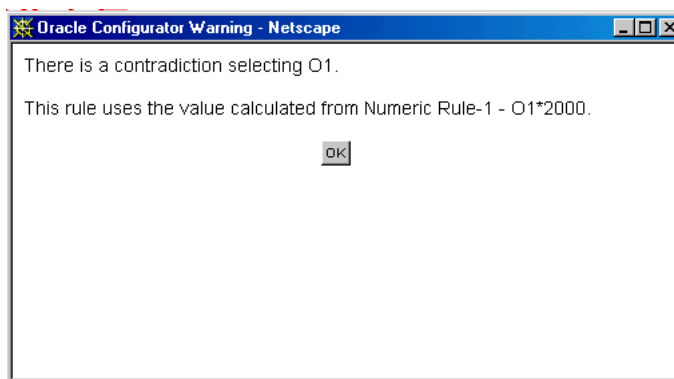 Oracle Configurator Warning - Netscape
There is a contradiction selecting O1.
This rule uses the value calculated from Numeric Rule-1 - O1*2000.
OK